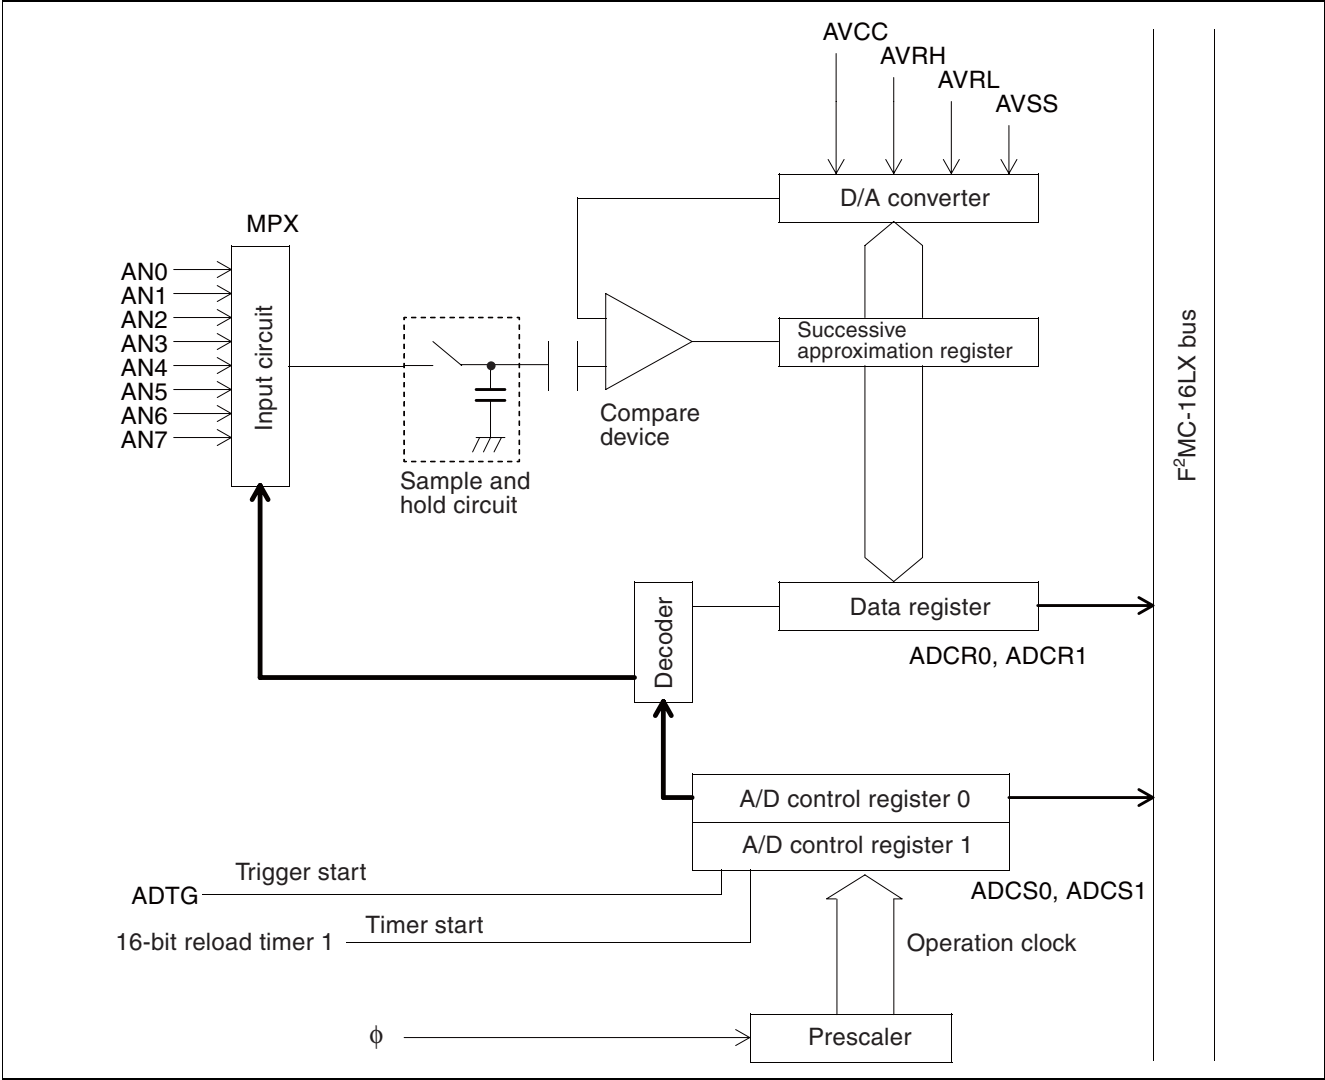 AVCC
AVRH
AVRL
AVSS
D/A converter
MPX
AN0
AN1
AN2
AN3
AN4
AN5
AN6
AN7
Input circuit
Successive
approximation register
Compare
device
Sample and
hold circuit
F²MC-16LX bus
Decoder
Data register
ADCR0, ADCR1
A/D control register 0
A/D control register 1
ADCS0, ADCS1
Trigger start
ADTG
Timer start
16-bit reload timer 1
Operation clock
ϕ
Prescaler